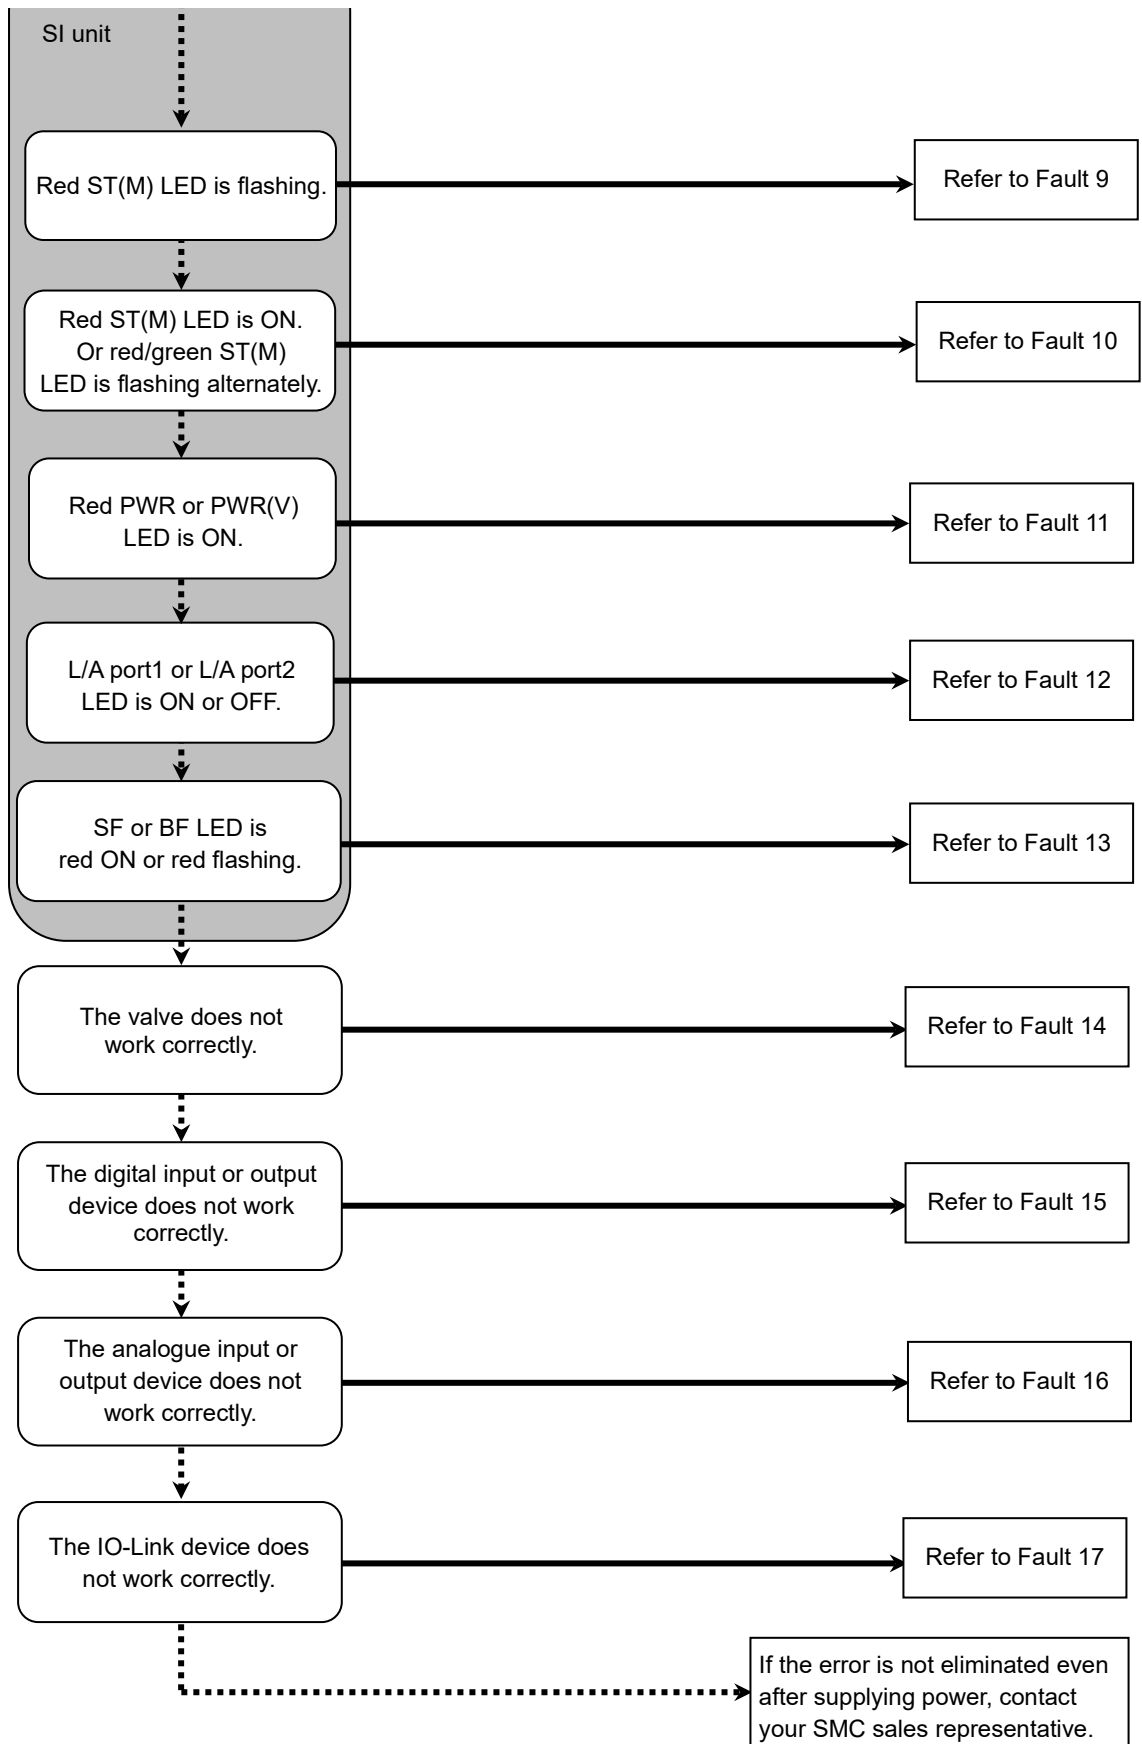 SI unit
Red ST(M) LED is flashing.
Refer to Fault 9
Red ST(M) LED is ON.
Or red/green ST(M)
LED is flashing alternately.
Refer to Fault 10
Red PWR or PWR(V)
LED is ON.
Refer to Fault 11
L/A port1 or L/A port2
LED is ON or OFF.
Refer to Fault 12
SF or BF LED is
red ON or red flashing.
Refer to Fault 13
The valve does not
work correctly.
Refer to Fault 14
The digital input or output
device does not work
correctly.
Refer to Fault 15
The analogue input or
output device does not
work correctly.
Refer to Fault 16
The IO-Link device does
not work correctly.
Refer to Fault 17
If the error is not eliminated even
after supplying power, contact
your SMC sales representative.